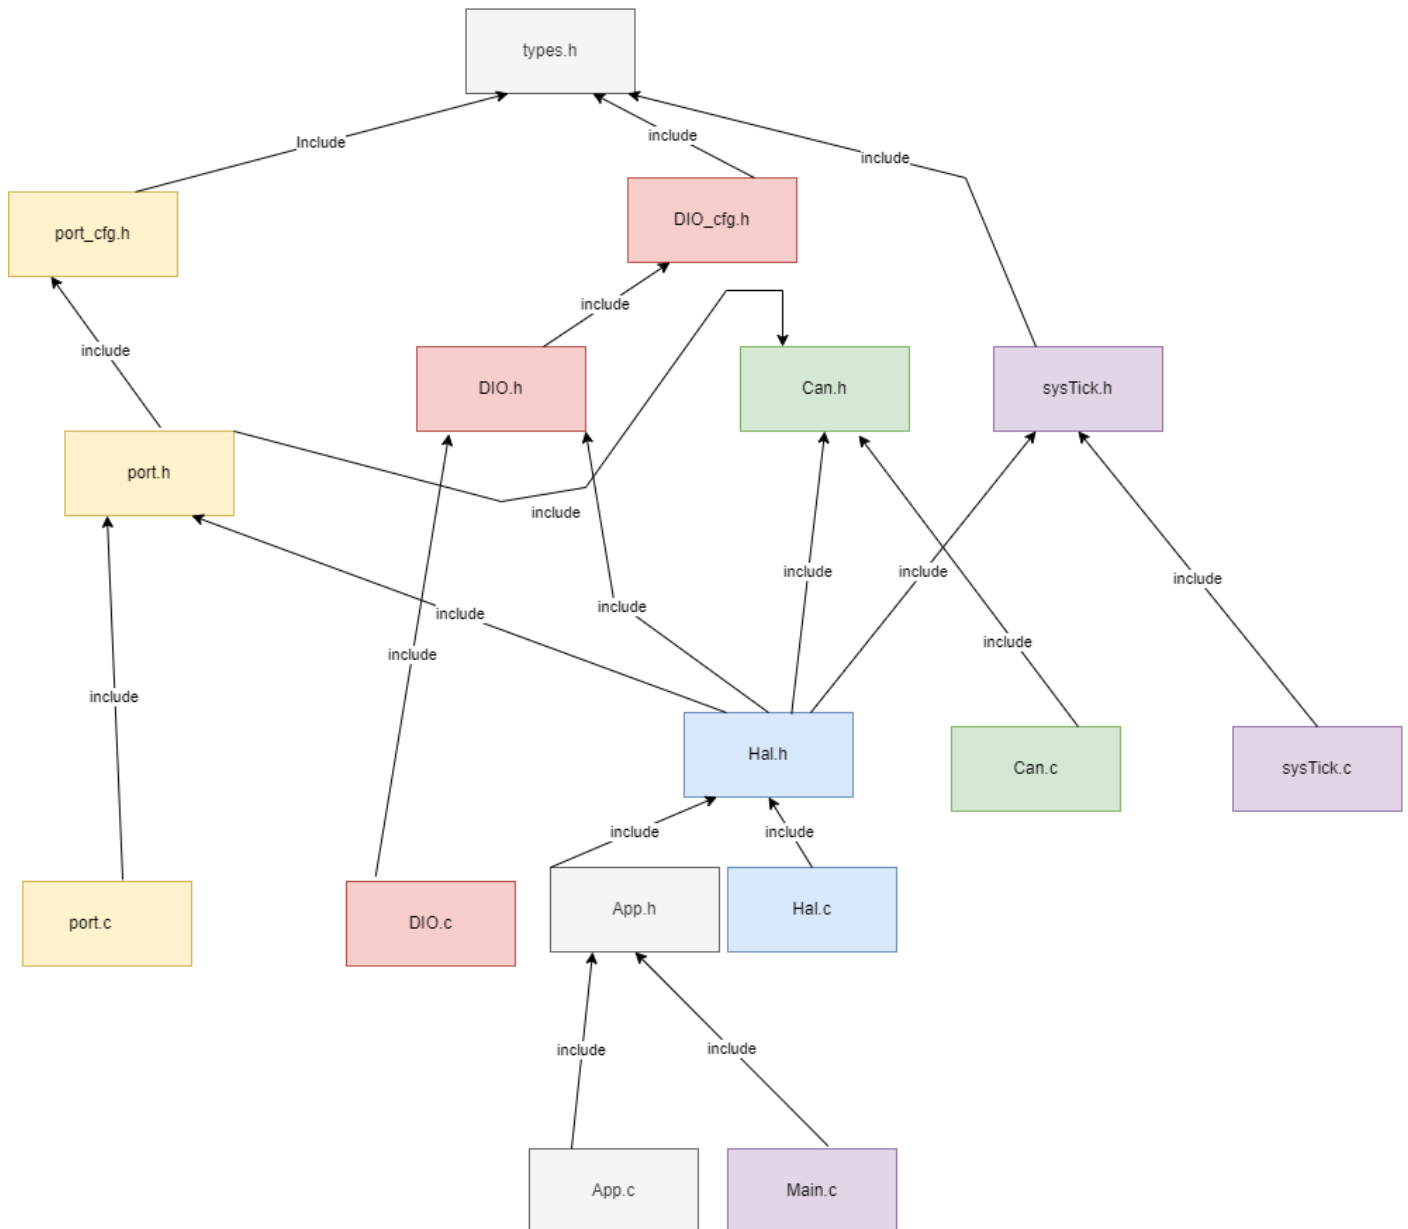 types.h
Include
include
include
port_cfg.h
DIO_cfg.h
include
include
DIO.h
Can.h
sysTick.h
port.h
include
include
include
include
include
include
include
include
include
Hal.h
Can.c
sysTick.c
include
include
port.c
DIO.c
App.h
Hal.c
include
include
App.c
Main.c